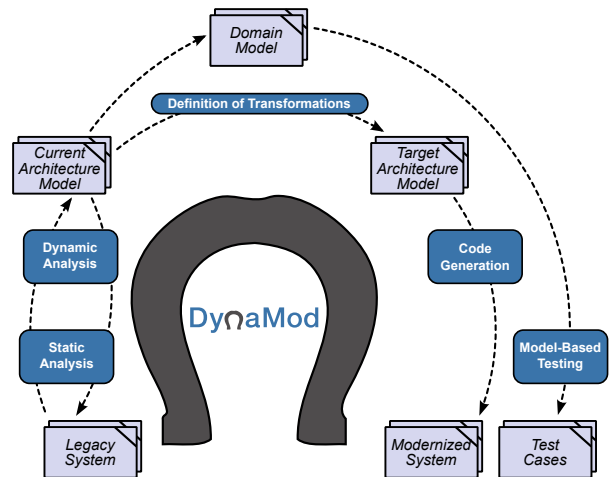 Domain
Model
Definition of Transformations
Current
Architecture
Model
Target
Architecture
Model
Dynamic
Analysis
Code
Generation
DynaMod
Static
Analysis
Model-Based
Testing
Legacy
System
Modernized
System
Test
Cases